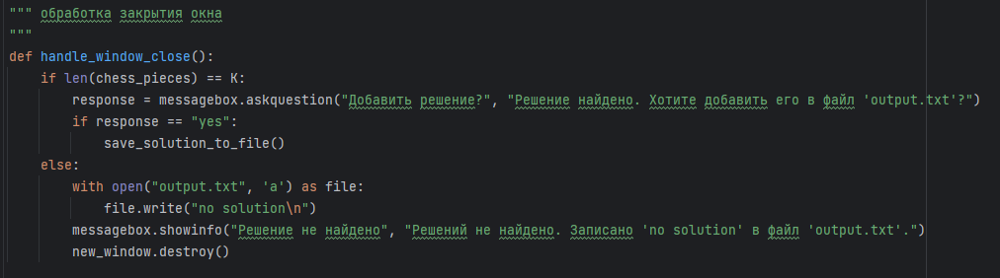 """ обработка закрытия окна
"""
def handle_window_close():
    if len(chess_pieces) == K:
        response = messagebox.askquestion("Добавить решение?", "Решение найдено. Хотите добавить его в файл 'output.txt'?")
        if response == "yes":
            save_solution_to_file()
    else:
        with open("output.txt", 'a') as file:
            file.write("no solution\n")
        messagebox.showinfo("Решение не найдено", "Решений не найдено. Записано 'no solution' в файл 'output.txt'.")
        new_window.destroy()